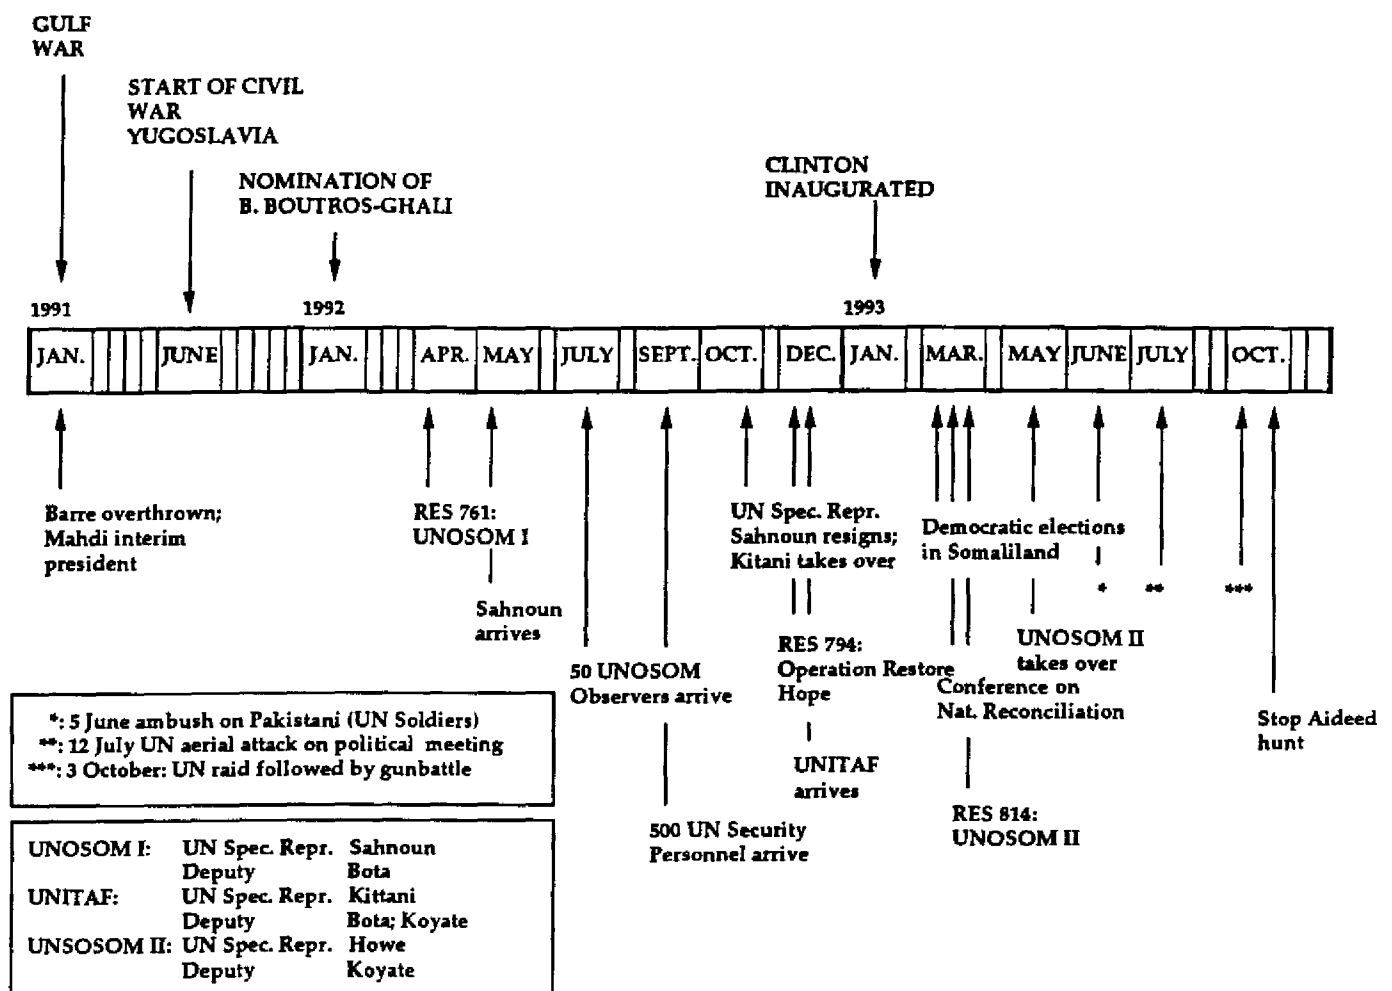 GULF
WAR
START OF CIVIL
WAR
YUGOSLAVIA
NOMINATION OF
B. BOUTROS-GHALI
CLINTON
INAUGURATED
1991
1992
1993
JAN. JUNE JAN. APR. MAY JULY SEPT. OCT. DEC. JAN. MAR. MAY JUNE JULY OCT.
Barre overthrown;
Mahdi interim
president
RES 761:
UNOSOM I
Sahnoun
arrives
50 UNOSOM
Observers arrive
500 UN Security
Personnel arrive
UN Spec. Repr.
Sahnoun resigns;
Kitani takes over
RES 794:
Operation Restore
Hope
UNITAF
arrives
Democratic elections
in Somaliland
Conference on
Nat. Reconciliation
RES 814:
UNOSOM II
UNOSOM II
takes over
*
**
***
Stop Aideed
hunt
*: 5 June ambush on Pakistani (UN Soldiers)
**: 12 July UN aerial attack on political meeting
***: 3 October: UN raid followed by gunbattle
UNOSOM I: UN Spec. Repr. Sahnoun
Deputy Bota
UNITAF: UN Spec. Repr. Kittani
Deputy Bota; Koyate
UNSOSOM II: UN Spec. Repr. Howe
Deputy Koyate